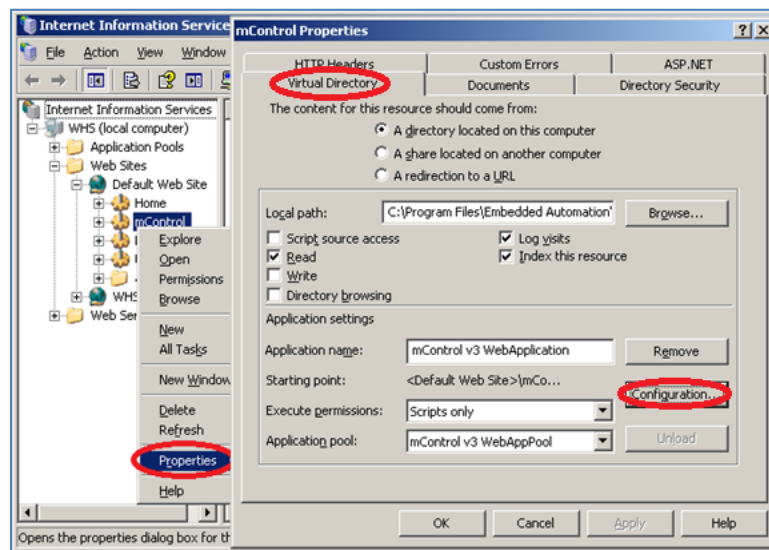 Internet Information Service
File Action View Window
Internet Information Services
WHS (local computer)
Application Pools
Web Sites
Default Web Site
Home
mControl
WHS
Web Ser
Explore
Open
Permissions
Browse
New
All Tasks
New Window
Delete
Refresh
Properties
Help
Opens the properties dialog box for th
mControl Properties
HTTP Headers
Custom Errors
ASP.NET
Virtual Directory
Documents
Directory Security
The content for this resource should come from:
A directory located on this computer
A share located on another computer
A redirection to a URL
Local path:
C:\Program Files\Embedded Automation'
Browse...
Script source access
Log visits
Read
Index this resource
Write
Directory browsing
Application settings
Application name:
mControl v3 WebApplication
Remove
Starting point:
<Default Web Site>\mCo...
Configuration...
Execute permissions:
Scripts only
Application pool:
mControl v3 WebAppPool
Unload
OK
Cancel
Apply
Help